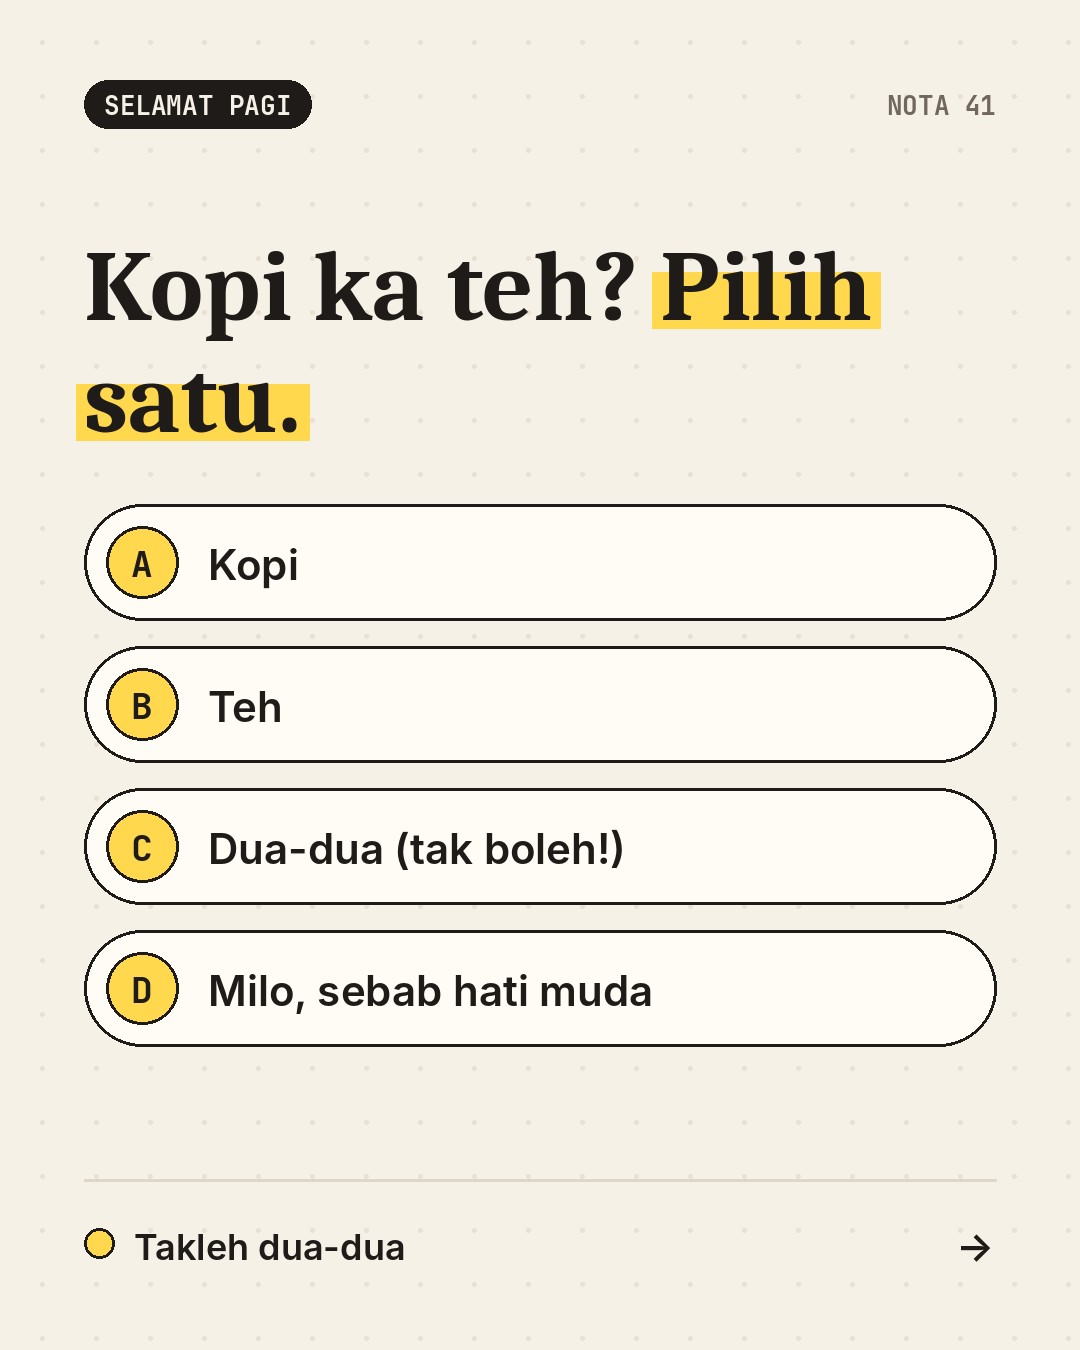 SELAMAT PAGI
NOTA 41
Kopi ka teh? Pilih
satu.
A Kopi
B Teh
C Dua-dua (tak boleh!)
D Milo, sebab hati muda
Takleh dua-dua →